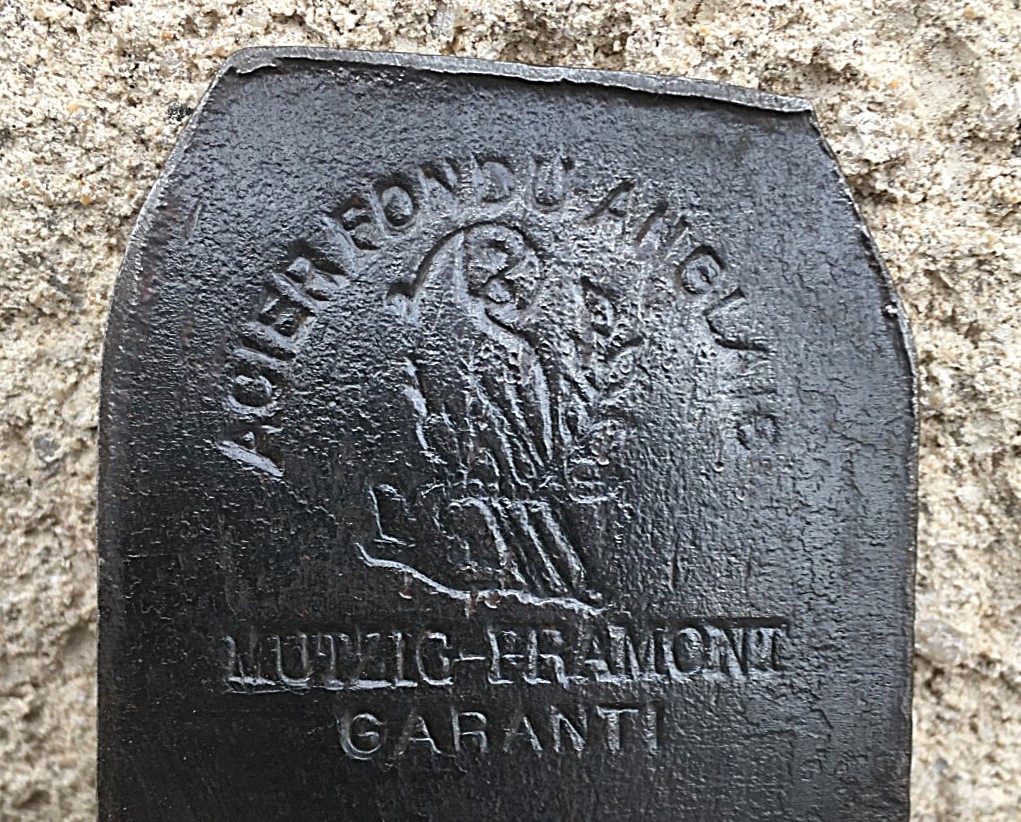 ACIER FONDU ANGLAIS
MUTZIG-FRAMONT
GARANTI